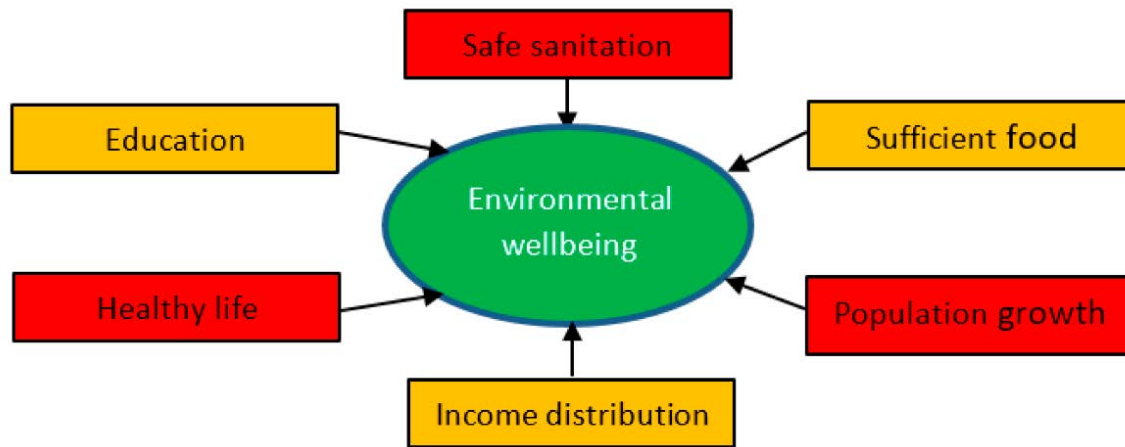 Safe sanitation
Education
Sufficient food
Environmental
wellbeing
Healthy life
Population growth
Income distribution